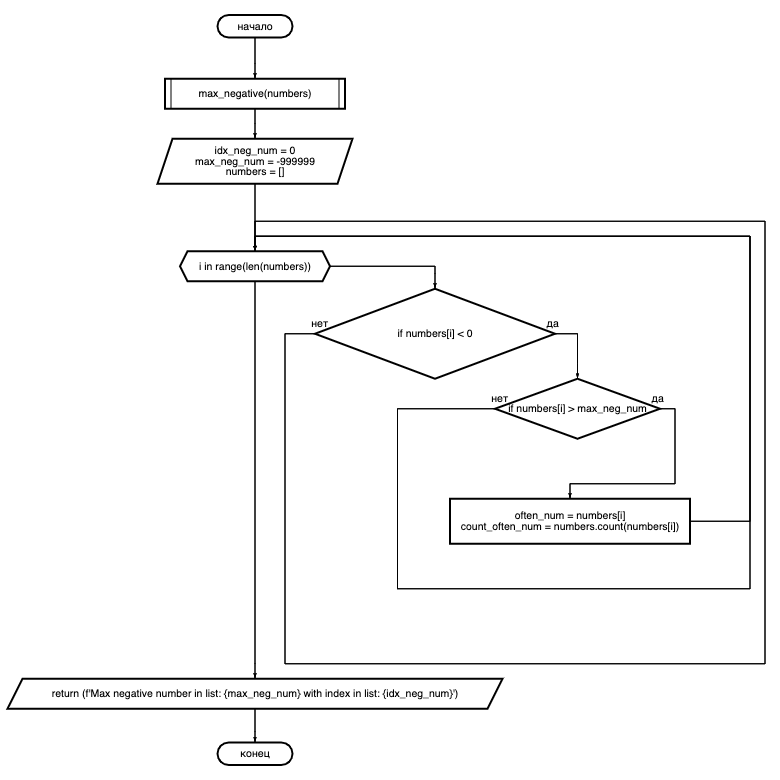 начало
max_negative(numbers)
idx_neg_num = 0
max_neg_num = -999999
numbers = []
i in range(len(numbers))
нет
if numbers[i] < 0
да
нет
if numbers[i] > max_neg_num
да
often_num = numbers[i]
count_often_num = numbers.count(numbers[i])
return (f'Max negative number in list: {max_neg_num} with index in list: {idx_neg_num}')
конец